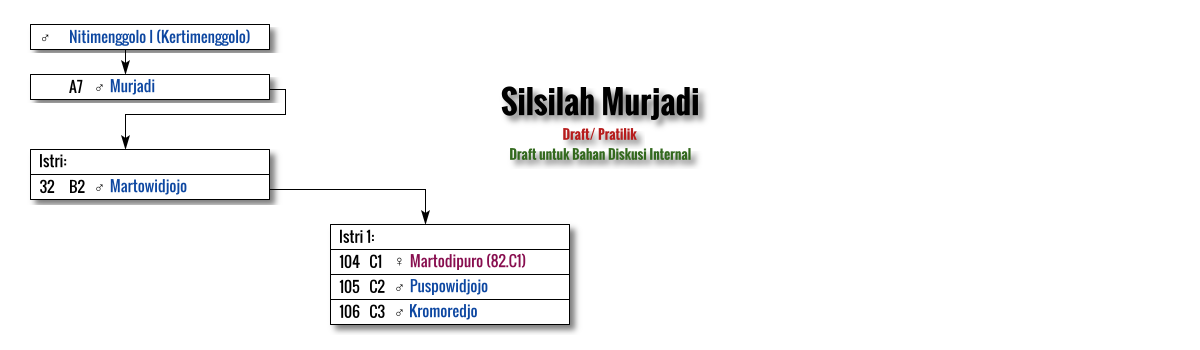 ♂ Nitimenggolo I (Kertimenggolo)
A7 ♂ Murjadi
Silsilah Murjadi
Draft/ Pratilik
Draft untuk Bahan Diskusi Internal
Istri:
32 B2 ♂ Martowidjojo
Istri 1:
104 C1 ♀ Martodipuro (82.C1)
105 C2 ♂ Puspowidjojo
106 C3 ♂ Kromoredjo